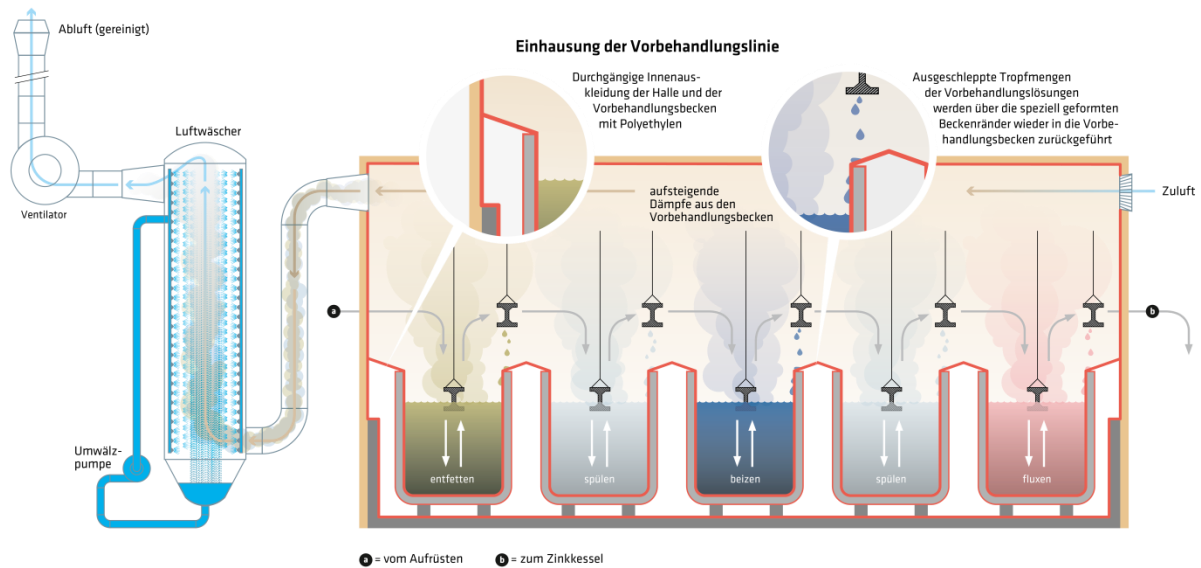 Abluft (gereinigt)
Einhausung der Vorbehandlungslinie
Durchgängige Innenaus-
kleidung der Halle und der
Vorbehandlungsbecken
mit Polyethylen
Ausgeschleppte Tropfmengen
der Vorbehandlungslösungen
werden über die speziell geformten
Beckenränder wieder in die Vorbe-
handlungsbecken zurückgeführt
Luftwäscher
Ventilator
aufsteigende
Dämpfe aus den
Vorbehandlungsbecken
Zuluft
a
b
Umwälz-
pumpe
entfetten
spülen
beizen
spülen
fluxen
a = vom Aufrüsten
b = zum Zinkkessel